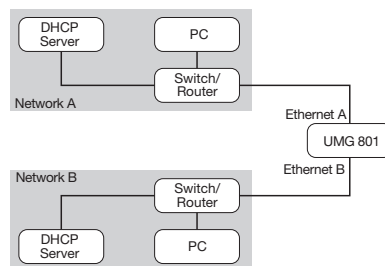 DHCP
Server
PC
Switch/
Router
Network A
Ethernet A
UMG 801
Ethernet B
Network B
Switch/
Router
DHCP
Server
PC